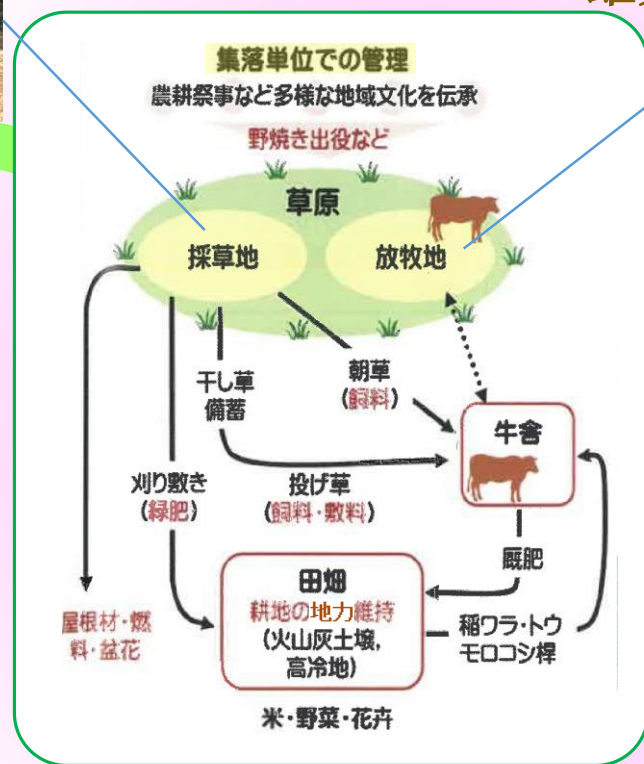 集落単位での管理
農耕祭事など多様な地域文化を伝承
野焼き出役など
草原
採草地
放牧地
干し草
備蓄
朝草
(飼料)
牛舎
刈り敷き
(緑肥)
投げ草
(飼料・敷料)
厩肥
屋根材・燃
料・盆花
田畑
耕地の地力維持
(火山灰土壌,
高冷地)
稲ワラ・トウ
モロコシ桿
米・野菜・花卉